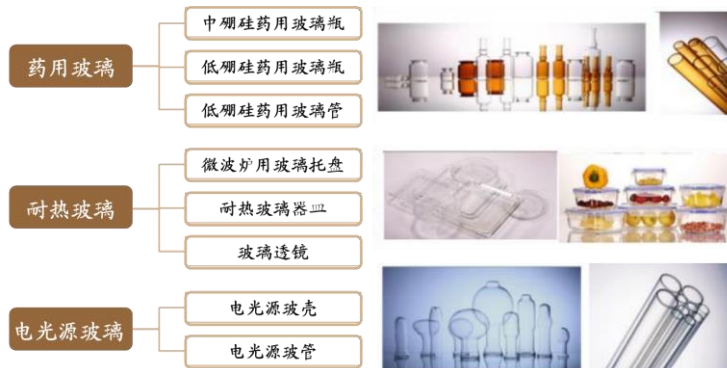 药用玻璃
中硼硅药用玻璃瓶
低硼硅药用玻璃瓶
低硼硅药用玻璃管
耐热玻璃
微波炉用玻璃托盘
耐热玻璃器皿
玻璃透镜
电光源玻璃
电光源玻壳
电光源玻管